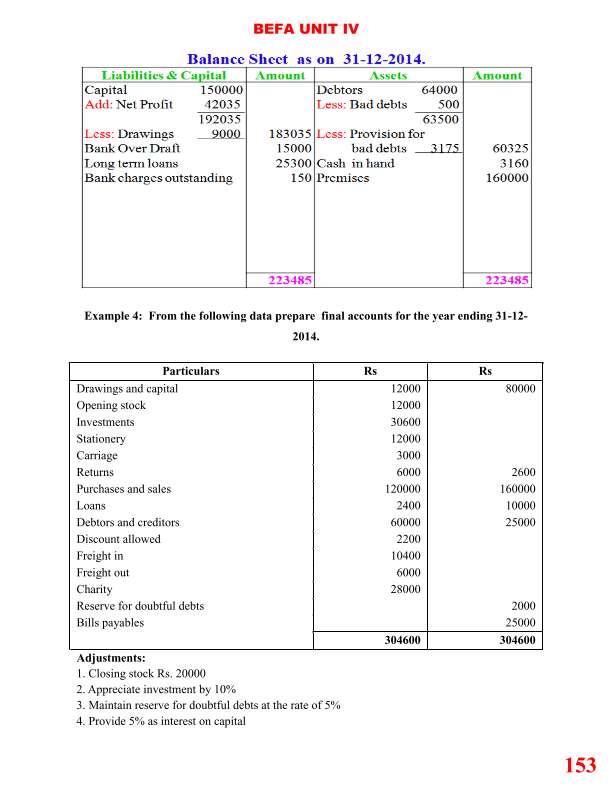 BEFA UNIT IV
Balance Sheet as on 31-12-2014.
Liabilities & Capital Amount Assets Amount
Capital 150000 Debtors 64000
Add: Net Profit 42035 Less: Bad debts 500
192035 63500
Less: Drawings 9000 183035 Less: Provision for
Bank Over Draft 15000 bad debts 3175 60325
Long term loans 25300 Cash in hand 3160
Bank charges outstanding 150 Premises 160000
223485 223485
Example 4: From the following data prepare final accounts for the year ending 31-12-
2014.
Particulars Rs Rs
Drawings and capital 12000 80000
Opening stock 12000
Investments 30600
Stationery 12000
Carriage 3000
Returns 6000 2600
Purchases and sales 120000 160000
Loans 2400 10000
Debtors and creditors 60000 25000
Discount allowed 2200
Freight in 10400
Freight out 6000
Charity 28000
Reserve for doubtful debts 2000
Bills payables 25000
304600 304600
Adjustments:
1. Closing stock Rs. 20000
2. Appreciate investment by 10%
3. Maintain reserve for doubtful debts at the rate of 5%
4. Provide 5% as interest on capital
153